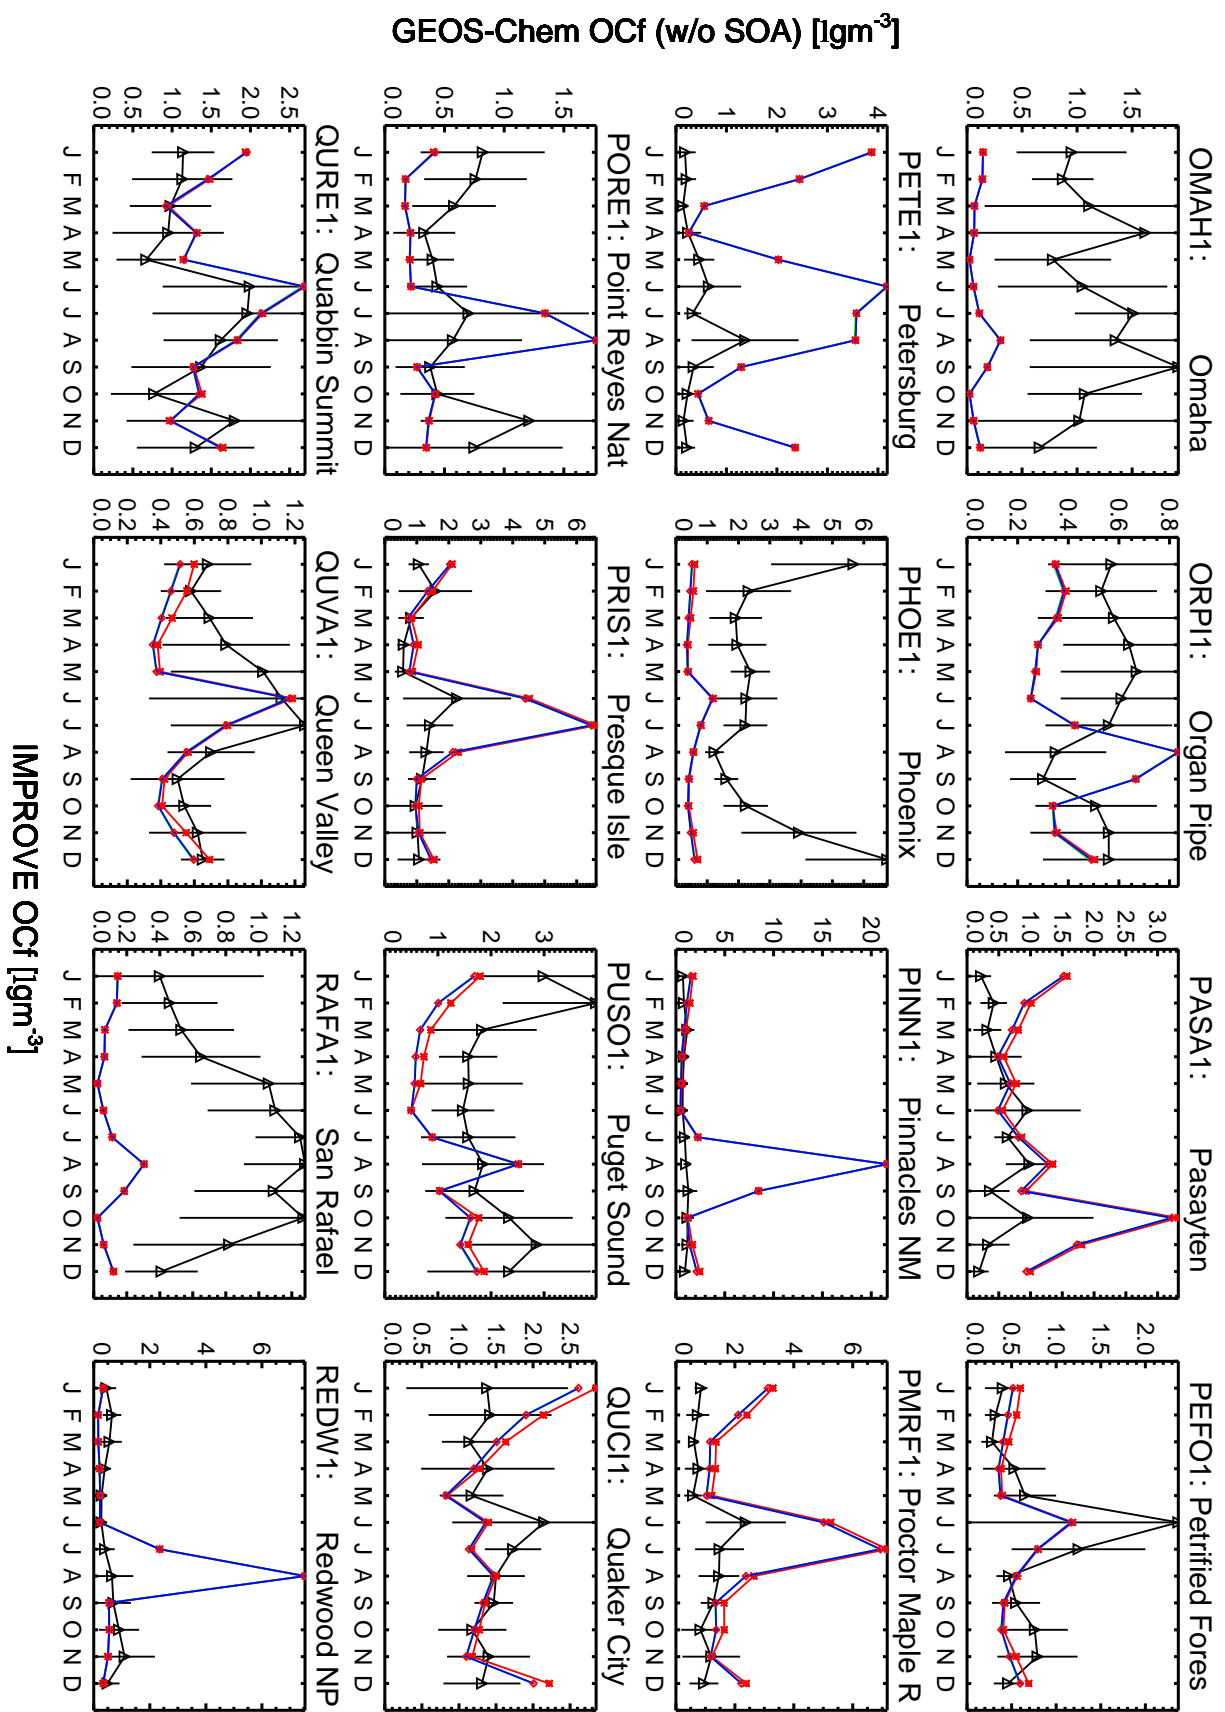 GEOS-Chem OCf (w/o SOA) [1gm-3]
OMAH1: Omaha
1.5
1.0
0.5
0.0
J F M A M J J A S O N D
ORPI1: Organ Pipe
0.8
0.6
0.4
0.2
J F M A M J J A S O N D
PASA1: Pasayten
3.0
2.5
2.0
1.5
1.0
0.5
0.0
J F M A M J J A S O N D
PEFO1: Petrified Fores
2.0
1.5
1.0
0.5
0.0
J F M A M J J A S O N D
PETE1: Petersburg
4
3
2
1
0
J F M A M J J A S O N D
PHOE1: Phoenix
6
5
4
3
2
1
0
J F M A M J J A S O N D
PINN1: Pinnacles NM
20
15
10
5
0
J F M A M J J A S O N D
PMRF1: Proctor Maple R
6
4
2
0
J F M A M J J A S O N D
PORE1: Point Reyes Nat
1.5
1.0
0.5
0.0
J F M A M J J A S O N D
PRIS1: Presque Isle
6
5
4
3
2
1
0
J F M A M J J A S O N D
PUSO1: Puget Sound
3
2
1
0
J F M A M J J A S O N D
QUCI1: Quaker City
2.5
2.0
1.5
1.0
0.5
0.0
J F M A M J J A S O N D
QURE1: Quabbin Summit
2.5
2.0
1.5
1.0
0.5
0.0
J F M A M J J A S O N D
QUVA1: Queen Valley
1.2
1.0
0.8
0.6
0.4
0.2
0.0
J F M A M J J A S O N D
RAFA1: San Rafael
1.2
1.0
0.8
0.6
0.4
0.2
0.0
J F M A M J J A S O N D
REDW1: Redwood NP
6
4
2
0
J F M A M J J A S O N D
IMPROVE OCf [1gm-3]